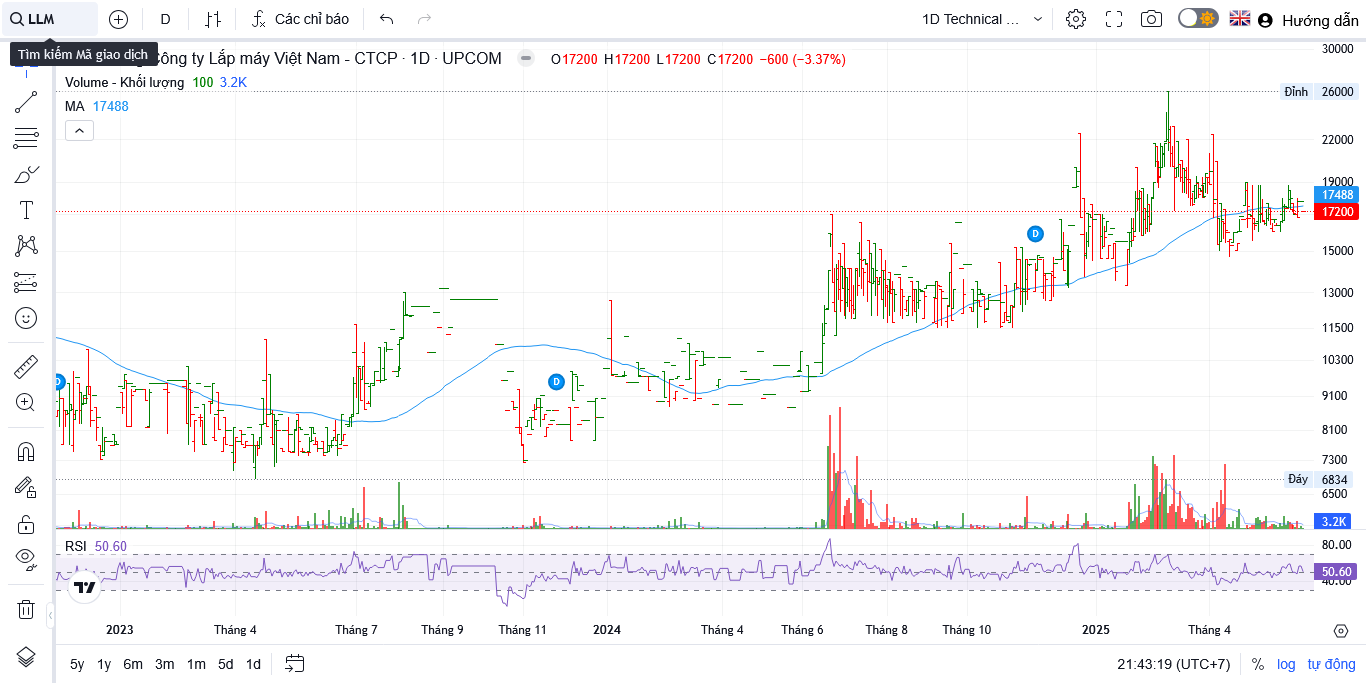 LLM
D
Các chỉ báo
1D Technical ...
Hướng dẫn
Tìm kiếm Mã giao dịch
Công ty Lắp máy Việt Nam - CTCP · 1D · UPCOM
O17200 H17200 L17200 C17200 −600 (−3.37%)
Volume - Khối lượng 100 3.2K
MA 17488
30000
Đỉnh 26000
22000
19000
17488
17200
15000
13000
11500
10300
9100
8100
7300
Đáy 6834
6500
3.2K
D
D
D
RSI 50.60
80.00
50.60
40.00
2023
Tháng 4
Tháng 7
Tháng 9
Tháng 11
2024
Tháng 4
Tháng 6
Tháng 8
Tháng 10
2025
Tháng 4
5y 1y 6m 3m 1m 5d 1d
21:43:19 (UTC+7)
% log tự động